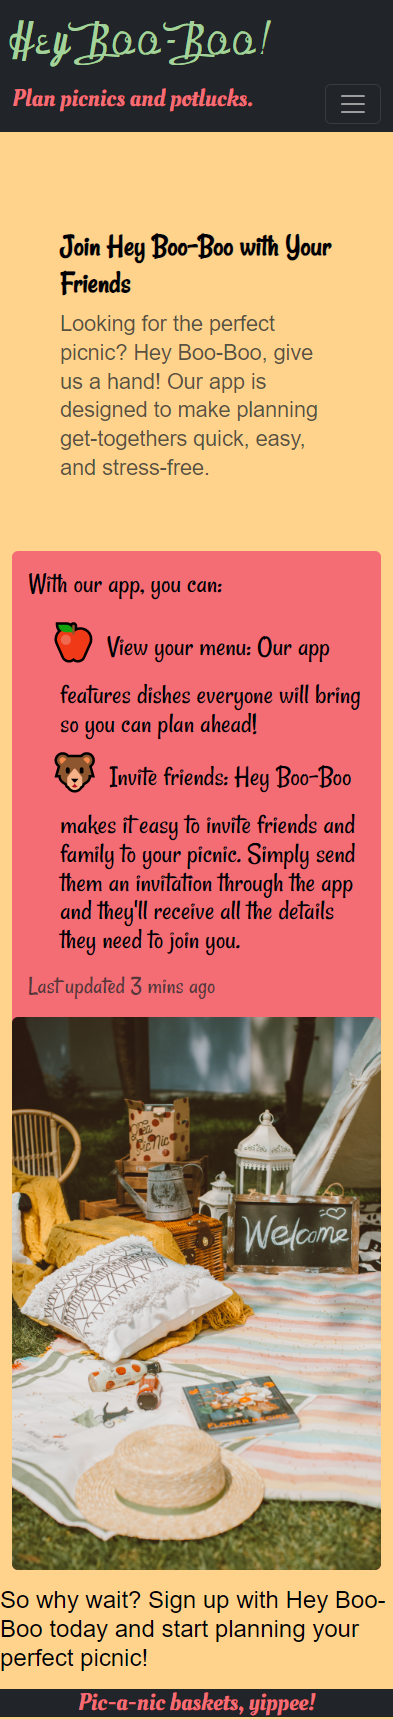 Hey Boo-Boo!
Plan picnics and potlucks.
Join Hey Boo-Boo with Your
Friends
Looking for the perfect
picnic? Hey Boo-Boo, give
us a hand! Our app is
designed to make planning
get-togethers quick, easy,
and stress-free.
With our app, you can:
View your menu: Our app
features dishes everyone will bring
so you can plan ahead!
Invite friends: Hey Boo-Boo
makes it easy to invite friends and
family to your picnic. Simply send
them an invitation through the app
and they'll receive all the details
they need to join you.
Last updated 3 mins ago
Picnic
Welcome
So why wait? Sign up with Hey Boo-
Boo today and start planning your
perfect picnic!
Pic-a-nic baskets, yippee!